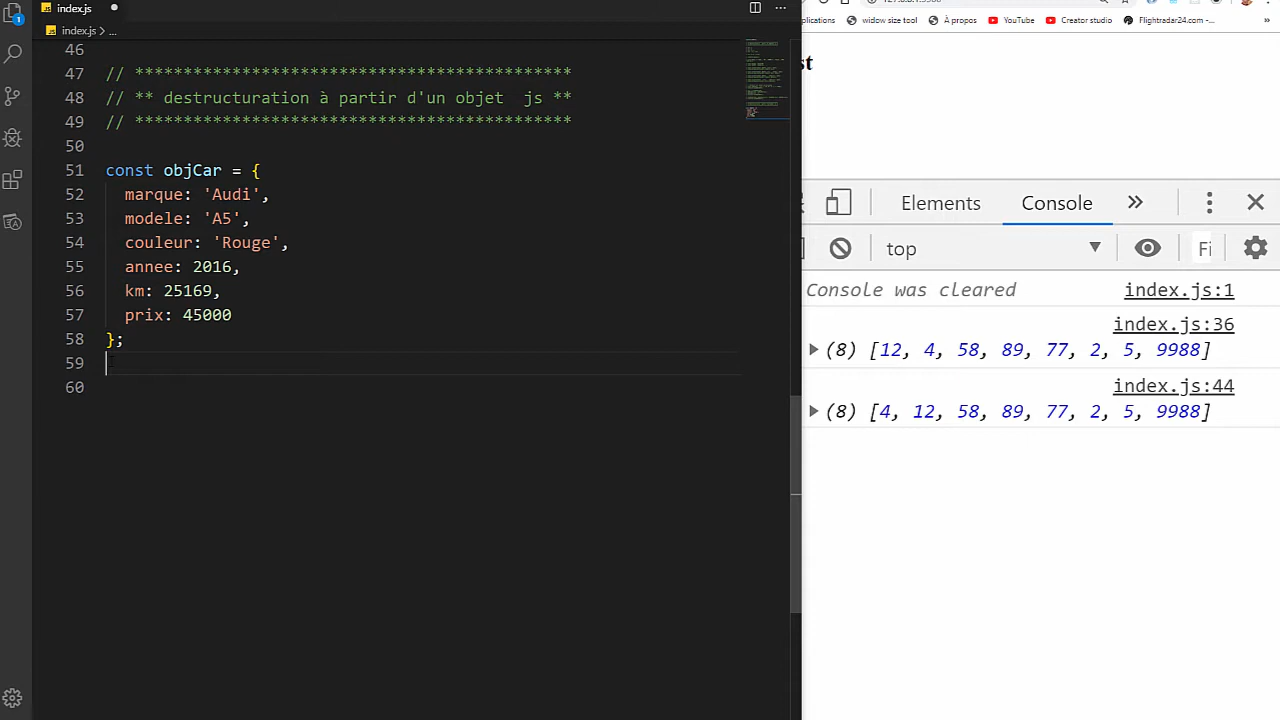 index.js
index.js > ...
46
47 // *********************************************
48 // ** destructuration à partir d'un objet  js **
49 // *********************************************
50
51 const objCar = {
52 marque: 'Audi',
53 modele: 'A5',
54 couleur: 'Rouge',
55 annee: 2016,
56 km: 25169,
57 prix: 45000
58 };
59
60
1
plications widow size tool À propos YouTube Creator studio Flightradar24.com -... »
st
Elements Console »
top Fi
Console was cleared index.js:1
index.js:36
(8) [12, 4, 58, 89, 77, 2, 5, 9988]
index.js:44
(8) [4, 12, 58, 89, 77, 2, 5, 9988]